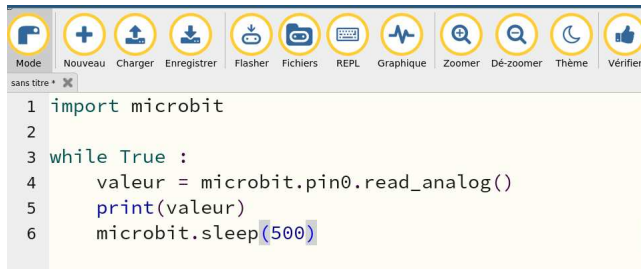 Mode Nouveau Charger Enregistrer Flasher Fichiers REPL Graphique Zoomer Dé-zoomer Thème Vérifier
sans titre *
1 import microbit
2
3 while True :
4     valeur = microbit.pin0.read_analog()
5     print(valeur)
6     microbit.sleep(500)